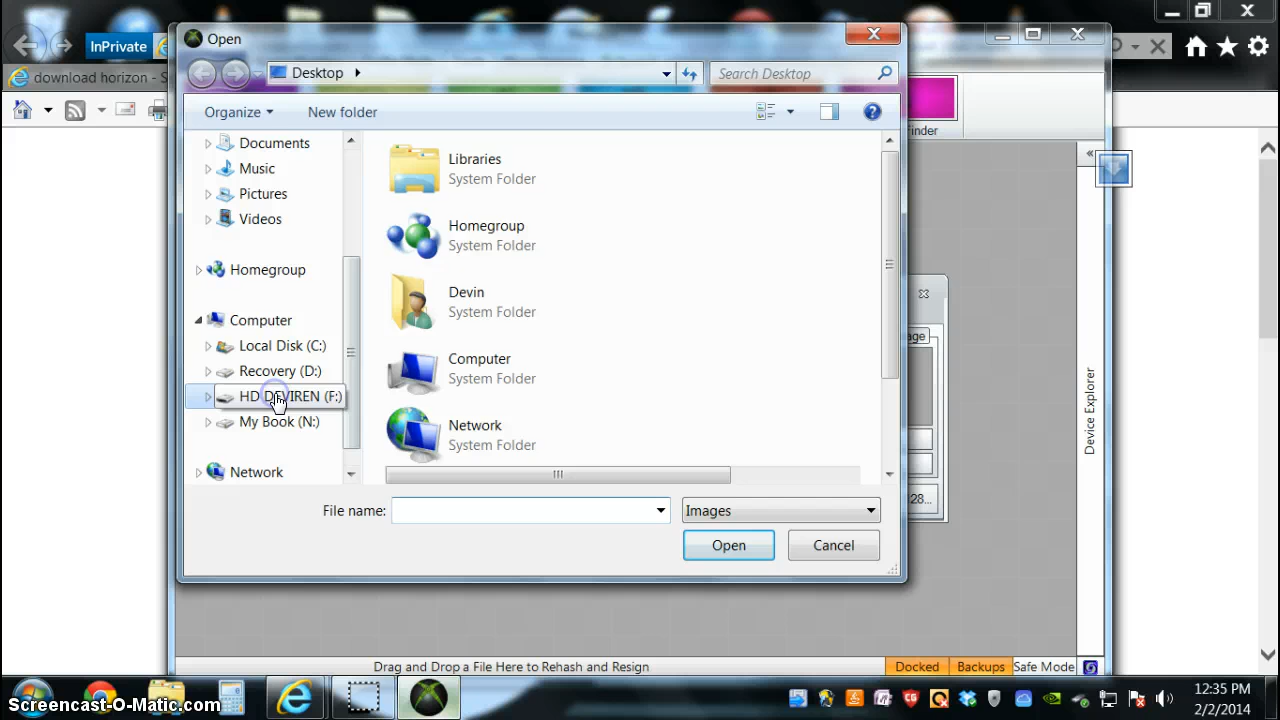 InPrivate
download horizon - S
Open
Desktop
Search Desktop
Organize
New folder
inder
Documents
Music
Pictures
Videos
Homegroup
Computer
Local Disk (C:)
Recovery (D:)
HD DEVIREN (F:)
My Book (N:)
Network
Libraries
System Folder
Homegroup
System Folder
Devin
System Folder
Computer
System Folder
Network
System Folder
age
28...
Device Explorer
File name:
Images
Open
Cancel
Drag and Drop a File Here to Rehash and Resign
Docked
Backups
Safe Mode
Screencast-O-Matic.com
12:35 PM
2/2/2014